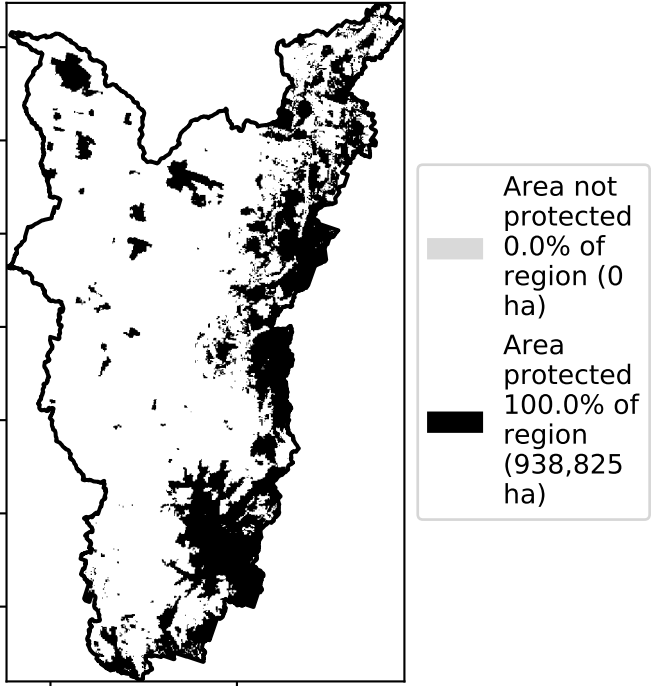 Area not
protected
0.0% of
region (0
ha)
Area
protected
100.0% of
region
(938,825
ha)